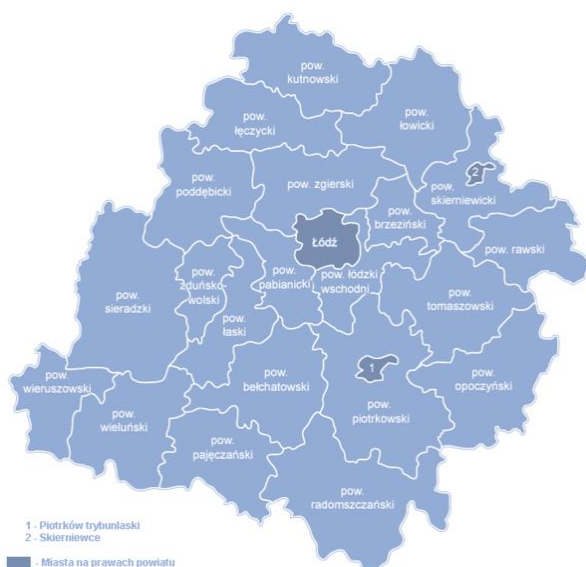 pow.
kutnowski
pow.
łęczycki
pow.
łowicki
2
pow.
poddębicki
pow. zgierski
pow.
skierniewicki
pow.
brzeziński
Łódź
pow. rawski
pow.
zduńsko-
wolski
pow.
pabianicki
pow. łódzki
wschodni
pow.
sieradzki
pow.
tomaszowski
pow.
łaski
1
pow.
wieruszowski
pow.
bełchatowski
pow.
opoczyński
pow.
piotrkowski
pow.
wieluński
pow.
pajęczański
pow.
radomszczański
1 - Piotrków trybunlaski
2 - Skierniewce
- Miasta na prawach powiatu